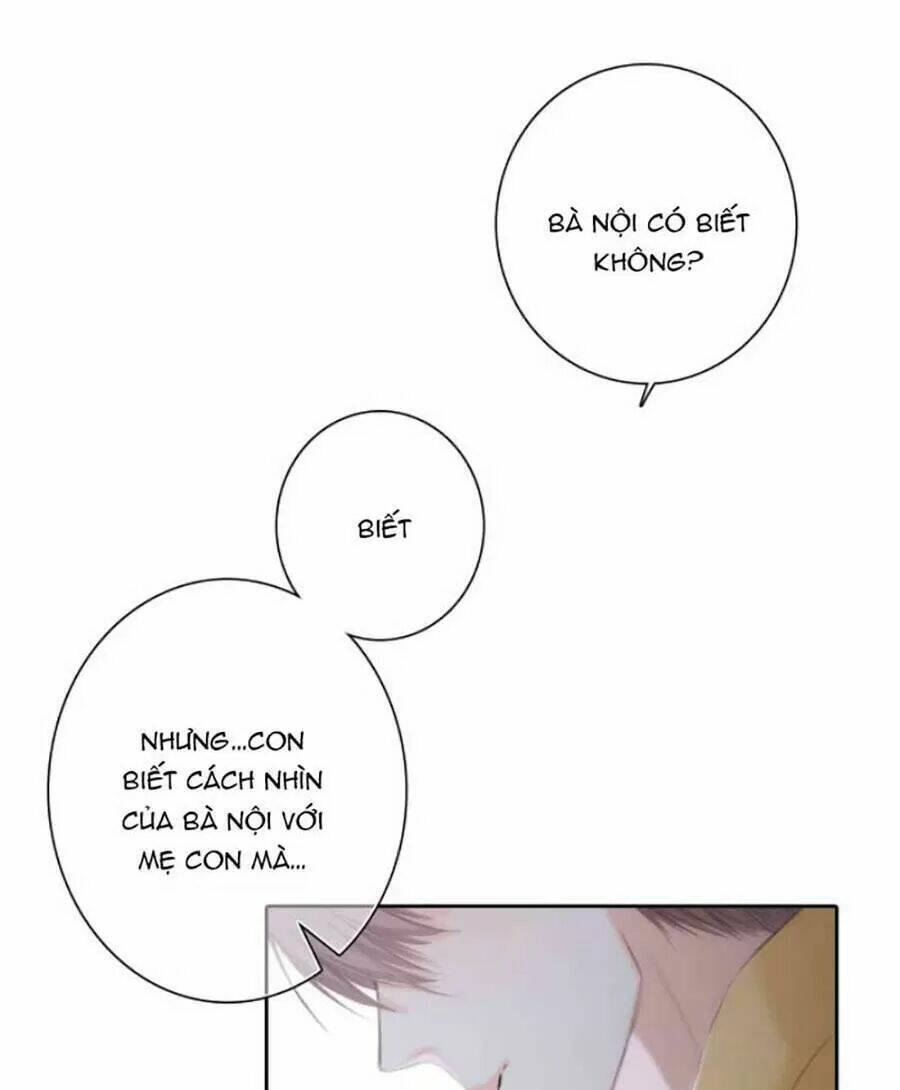 BÀ NỘI CÓ BIẾT
KHÔNG?
BIẾT
NHƯNG...CON
BIẾT CÁCH NHÌN
CỦA BÀ NỘI VỚI
MẸ CON MÀ...